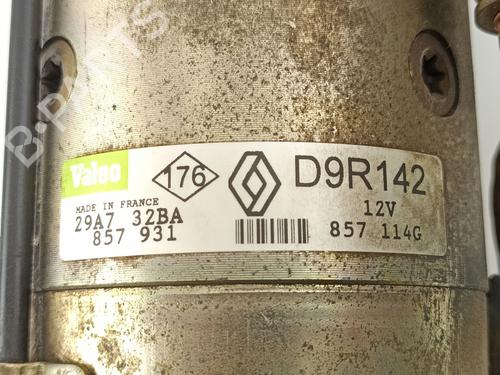 B-PARTS
Valeo
176
D9R142
MADE IN FRANCE
12V
29A7 32BA
857 931
857 114G